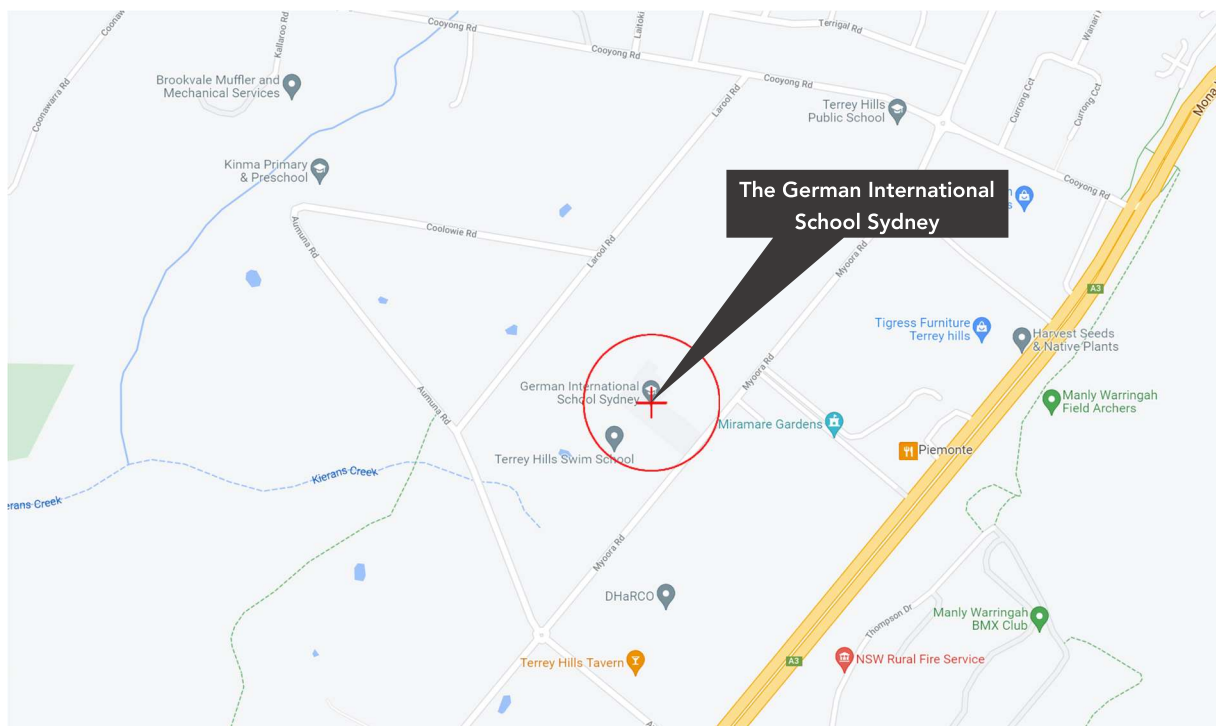 Cooyong Rd
Terrigal Rd
Kallaroo Rd
Cooyong Rd
Brookvale Muffler and
Mechanical Services
Coonawarra Rd
Cooyong Rd
Larool Rd
Terrey Hills
Public School
Currong Cct
Currong Cct
Mona
Kinma Primary
& Preschool
The German International
School Sydney
Cooyong Rd
Aumuna Rd
Coolowie Rd
Larool Rd
Myoora Rd
A3
Tigress Furniture
Terrey hills
Harvest Seeds
& Native Plants
German International
School Sydney
Myoora Rd
Aumuna Rd
Manly Warringah
Field Archers
Miramare Gardens
Piemonte
Terrey Hills Swim School
Kierans Creek
Myoora Rd
DHaRCO
Thompson Dr
Manly Warringah
BMX Club
Terrey Hills Tavern
A3
NSW Rural Fire Service